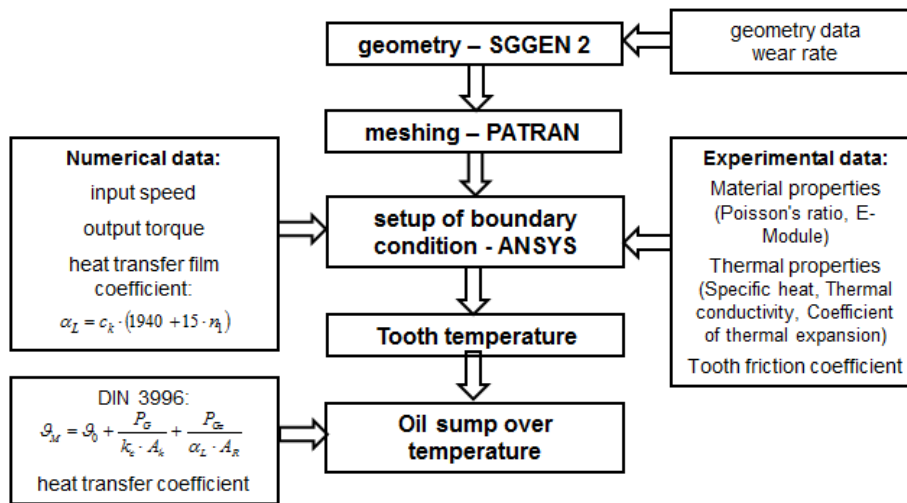 geometry – SGGEN 2
geometry data
wear rate
meshing – PATRAN
Numerical data:
input speed
output torque
heat transfer film
coefficient:
α_L = c_k · (1940 + 15 · n_1)
setup of boundary
condition - ANSYS
Experimental data:
Material properties
(Poisson's ratio, E-
Module)
Thermal properties
(Specific heat, Thermal
conductivity, Coefficient
of thermal expansion)
Tooth friction coefficient
Tooth temperature
DIN 3996:
ϑ_M = ϑ_0 + P_G / (k_c · A_k) + P_Gz / (α_L · A_R)
heat transfer coefficient
Oil sump over
temperature